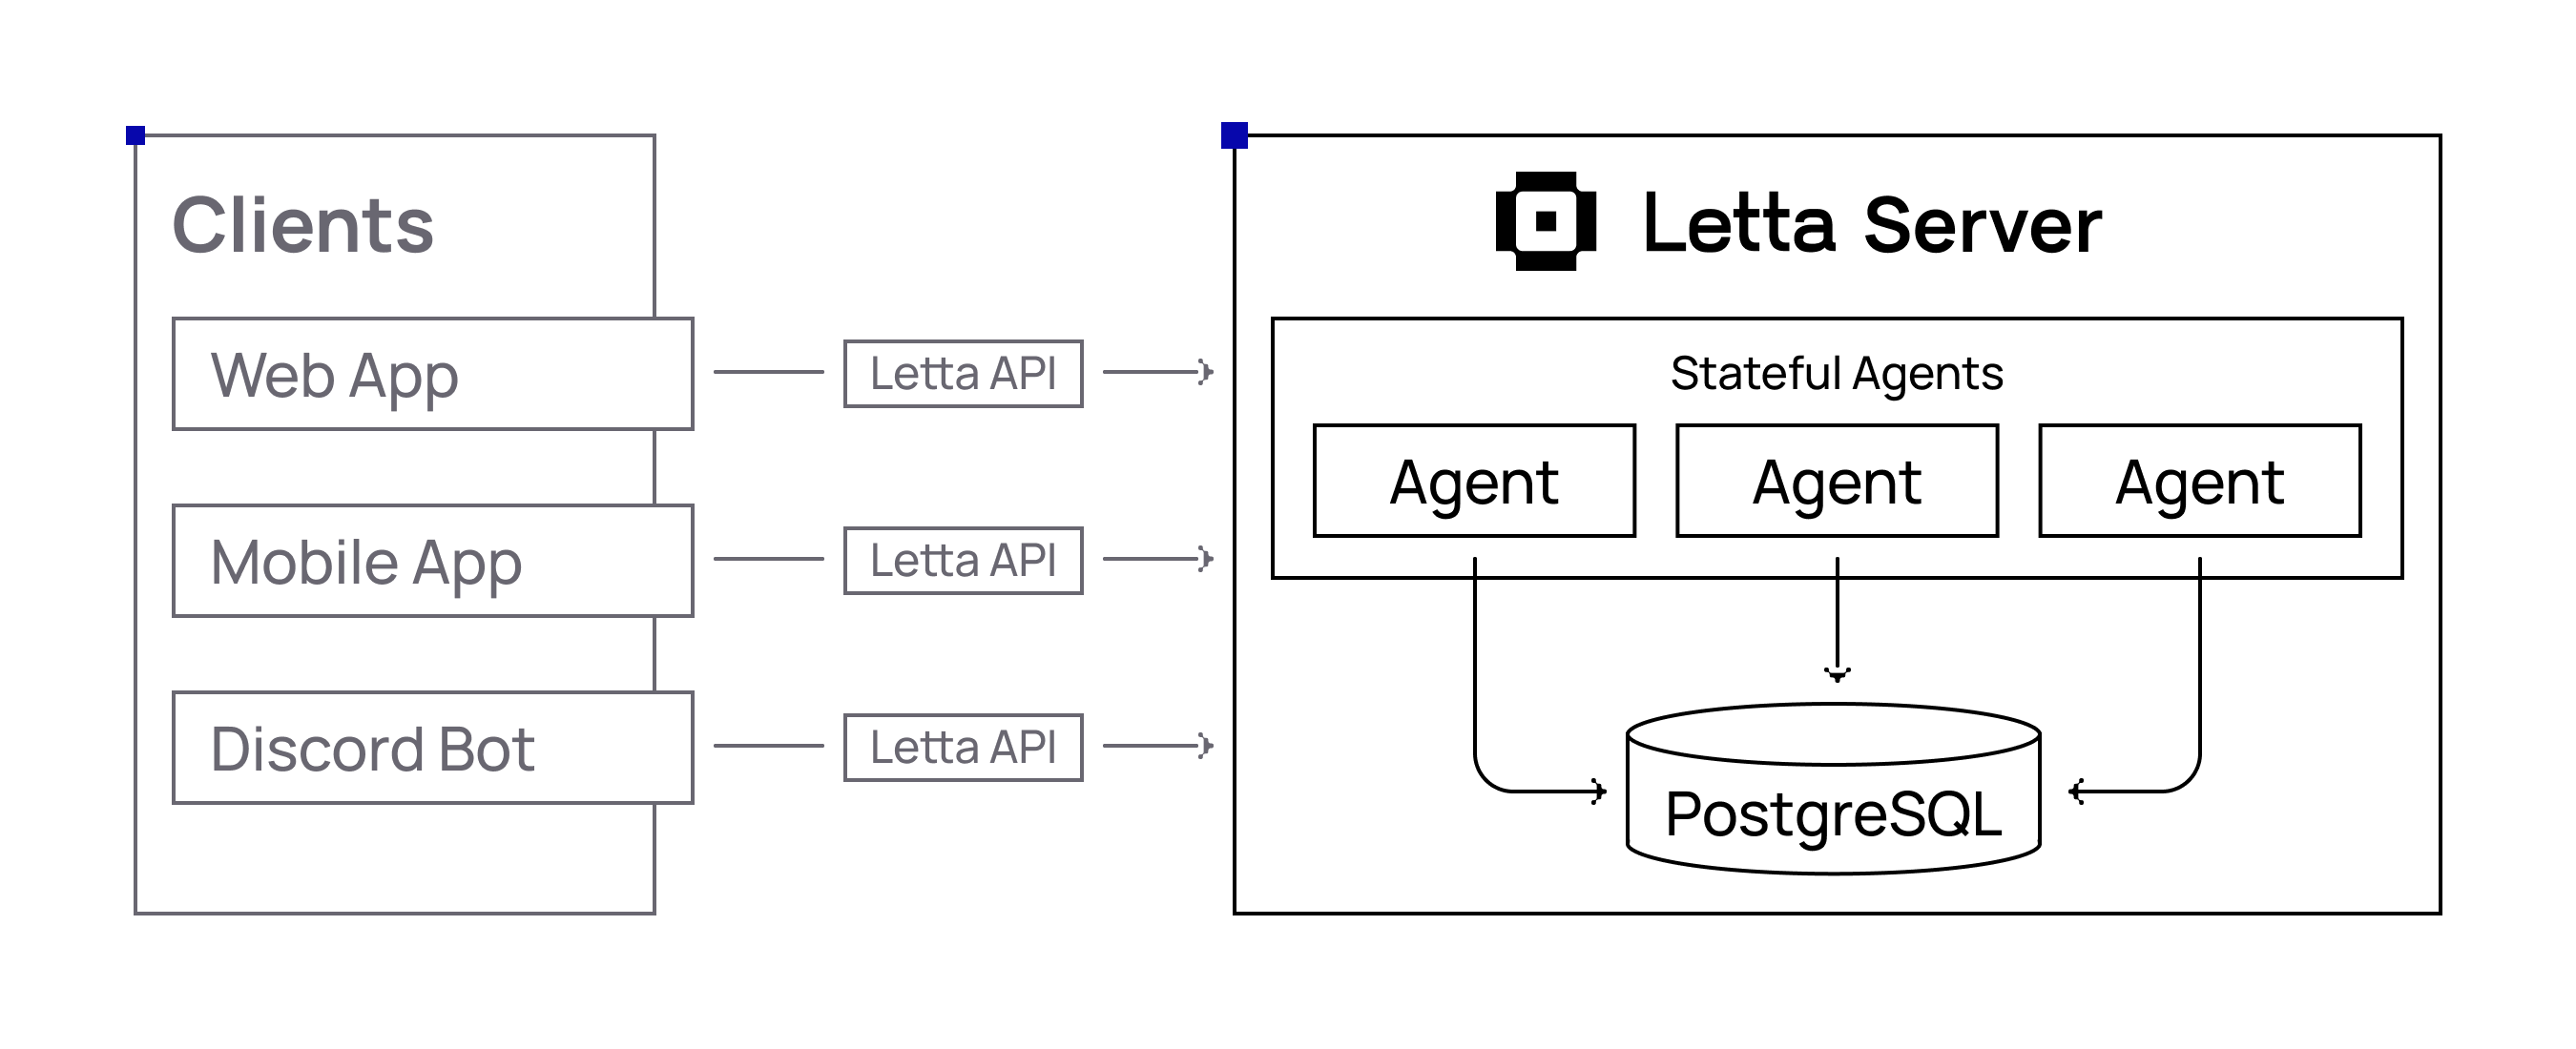 Clients
Web App
Mobile App
Discord Bot
Letta API
Letta API
Letta API
Letta Server
Stateful Agents
Agent
Agent
Agent
PostgreSQL